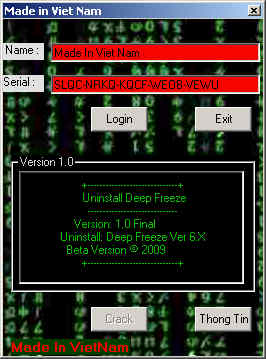 Made in Viet Nam
Name :
Made In Viet Nam
Serial :
SLQC-NRKQ-KQCF-WEOB-VEWU
Login
Exit
Version 1.0
+---------------------------+
Uninstall Deep Freeze
---------------------------
Version: 1.0 Final
Uninstall: Deep Freeze Ver 6.X
Beta Version © 2009
+---------------------------+
Crack
Thong Tin
Made In VietNam